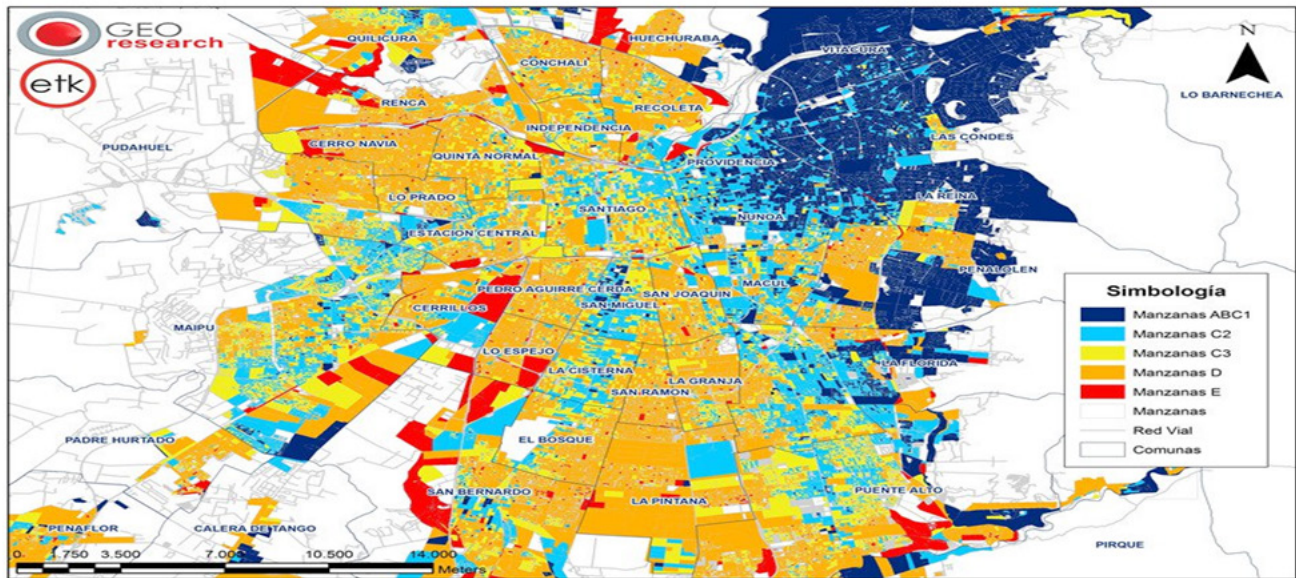 GEO
research
etk
N
QUILICURA
HUECHURABA
VITACURA
CONCHALI
LO BARNECHEA
RENCA
RECOLETA
INDEPENDENCIA
LAS CONDES
PUDAHUEL
CERRO NAVIA
QUINTA NORMAL
PROVIDENCIA
LO PRADO
LA REINA
SANTIAGO
NUNOA
ESTACION CENTRAL
PENALOLEN
MACUL
PEDRO AGUIRRE CERDA
SAN JOAQUIN
SAN MIGUEL
CERRILLOS
MAIPU
LO ESPEJO
LA FLORIDA
LA CISTERNA
LA GRANJA
SAN RAMON
PADRE HURTADO
EL BOSQUE
SAN BERNARDO
PUENTE ALTO
LA PINTANA
PENAFLOR
CALERA DE TANGO
PIRQUE
Simbología
Manzanas ABC1
Manzanas C2
Manzanas C3
Manzanas D
Manzanas E
Manzanas
Red Vial
Comunas
0 1.750 3.500 7.000 10.500 14.000
Meters